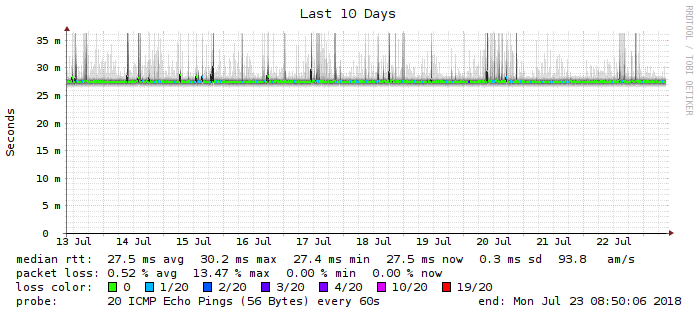 Last 10 Days
RRDTOOL / TOBI OETIKER
Seconds
35 m
30 m
25 m
20 m
15 m
10 m
5 m
0
13 Jul 14 Jul 15 Jul 16 Jul 17 Jul 18 Jul 19 Jul 20 Jul 21 Jul 22 Jul
median rtt: 27.5 ms avg 30.2 ms max 27.4 ms min 27.5 ms now 0.3 ms sd 93.8 am/s
packet loss: 0.52 % avg 13.47 % max 0.00 % min 0.00 % now
loss color: 0 1/20 2/20 3/20 4/20 10/20 19/20
probe: 20 ICMP Echo Pings (56 Bytes) every 60s end: Mon Jul 23 08:50:06 2018